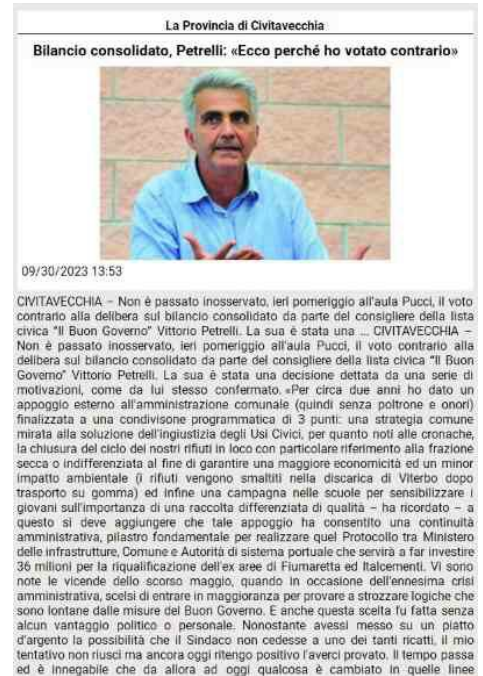 La Provincia di Civitavecchia
Bilancio consolidato, Petrelli: «Ecco perché ho votato contrario»
09/30/2023 13:53
CIVITAVECCHIA – Non è passato inosservato, ieri pomeriggio all'aula Pucci, il voto
contrario alla delibera sul bilancio consolidato da parte del consigliere della lista
civica "Il Buon Governo" Vittorio Petrelli. La sua è stata una ... CIVITAVECCHIA –
Non è passato inosservato, ieri pomeriggio all'aula Pucci, il voto contrario alla
delibera sul bilancio consolidato da parte del consigliere della lista civica "Il Buon
Governo" Vittorio Petrelli. La sua è stata una decisione dettata da una serie di
motivazioni, come da lui stesso confermato. «Per circa due anni ho dato un
appoggio esterno all'amministrazione comunale (quindi senza poltrone e onori)
finalizzata a una condivisone programmatica di 3 punti: una strategia comune
mirata alla soluzione dell'ingiustizia degli Usi Civici, per quanto noti alle cronache,
la chiusura del ciclo dei nostri rifiuti in loco con particolare riferimento alla frazione
secca o indifferenziata al fine di garantire una maggiore economicità ed un minor
impatto ambientale (i rifiuti vengono smaltiti nella discarica di Viterbo dopo
trasporto su gomma) ed infine una campagna nelle scuole per sensibilizzare i
giovani sull'importanza di una raccolta differenziata di qualità – ha ricordato – a
questo si deve aggiungere che tale appoggio ha consentito una continuità
amministrativa, pilastro fondamentale per realizzare quel Protocollo tra Ministero
delle infrastrutture, Comune e Autorità di sistema portuale che servirà a far investire
36 milioni per la riqualificazione dell'ex aree di Fiumaretta ed Italcementi. Vi sono
note le vicende dello scorso maggio, quando in occasione dell'ennesima crisi
amministrativa, scelsi di entrare in maggioranza per provare a strozzare logiche che
sono lontane dalle misure del Buon Governo. E anche questa scelta fu fatta senza
alcun vantaggio politico o personale. Nonostante avessi messo su un piatto
d'argento la possibilità che il Sindaco non cedesse a uno dei tanti ricatti, il mio
tentativo non riuscì ma ancora oggi ritengo positivo l'averci provato. Il tempo passa
ed è innegabile che da allora ad oggi qualcosa è cambiato in quelle linee